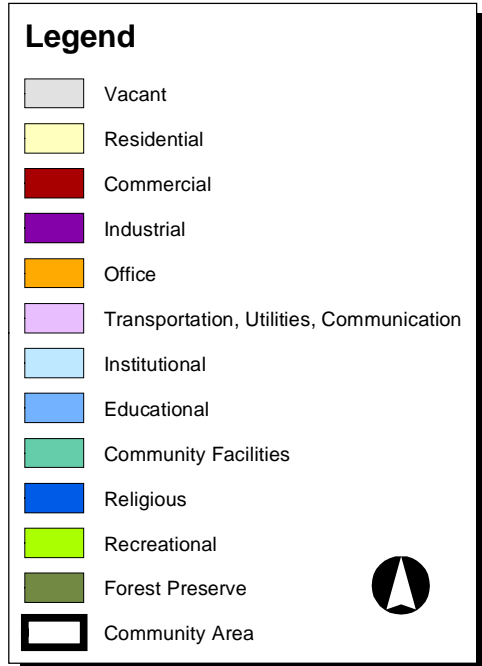 Legend
Vacant
Residential
Commercial
Industrial
Office
Transportation, Utilities, Communication
Institutional
Educational
Community Facilities
Religious
Recreational
Forest Preserve
Community Area